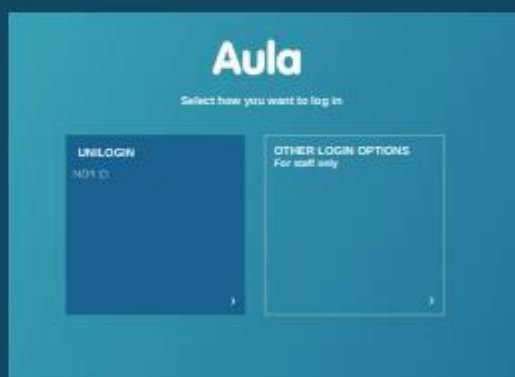 Aula
Select how you want to log in
UNILOGIN
OTHER LOGIN OPTIONS
For staff only